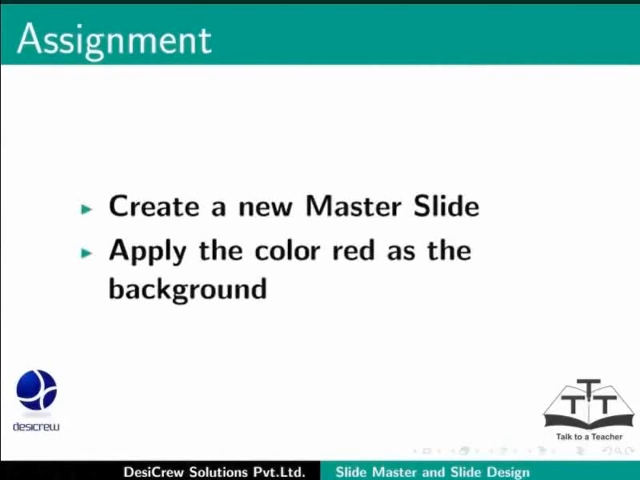 Assignment
Create a new Master Slide
Apply the color red as the
background
desicrew
TTT
Talk to a Teacher
DesiCrew Solutions Pvt.Ltd.
Slide Master and Slide Design